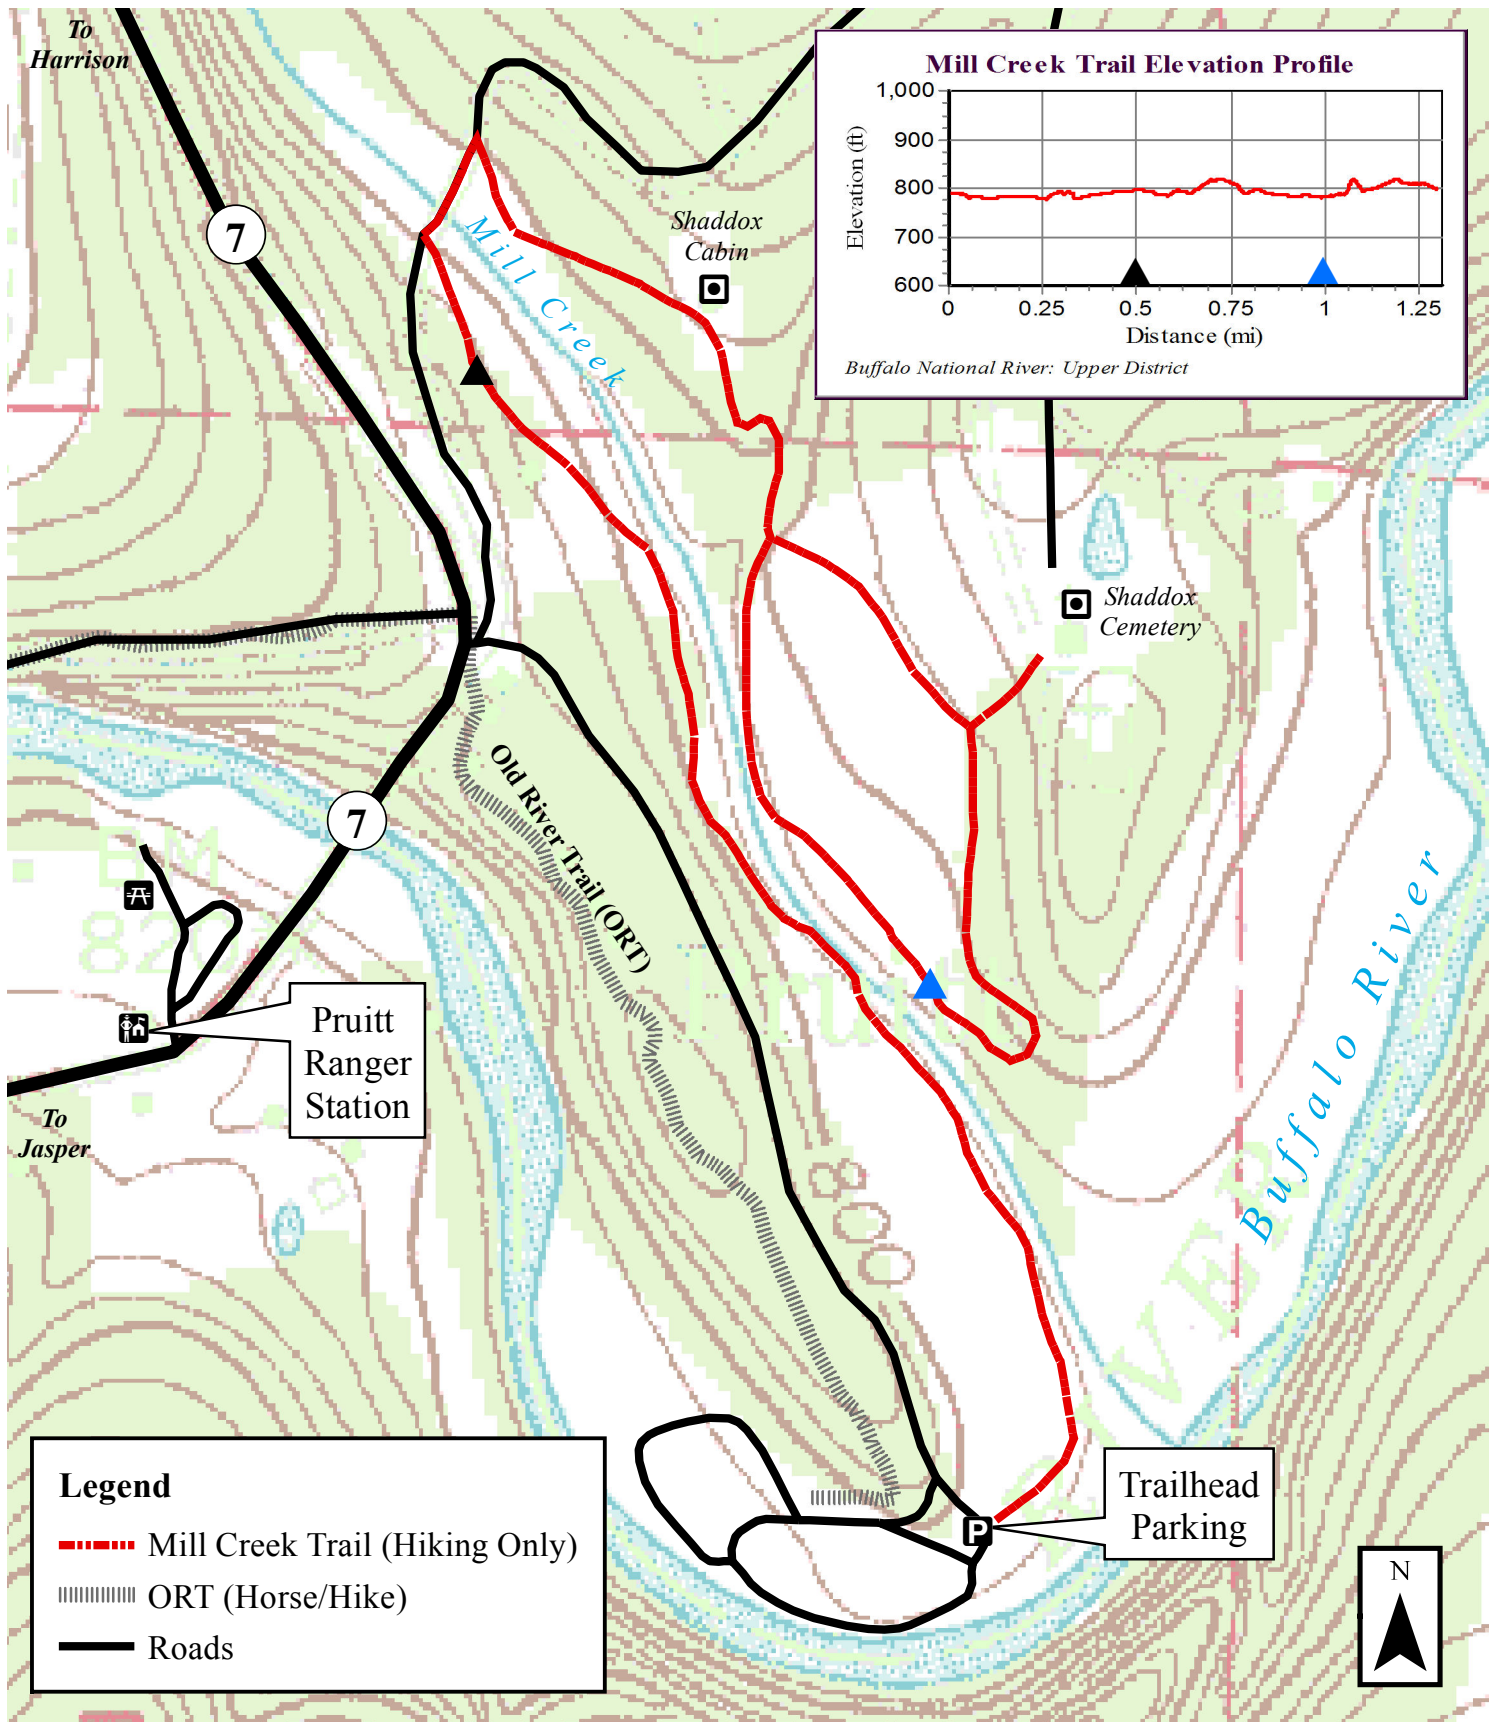 To
Harrison
Mill Creek Trail Elevation Profile
1,000
900
800
700
600
Elevation (ft)
0 0.25 0.5 0.75 1 1.25
Distance (mi)
Buffalo National River: Upper District
7
Shaddox
Cabin
Mill Creek
Shaddox
Cemetery
Old River Trail (ORT)
7
BM
820
Pruitt
Ranger
Station
To
Jasper
Buffalo River
800
Legend
Mill Creek Trail (Hiking Only)
ORT (Horse/Hike)
Roads
P
Trailhead
Parking
N